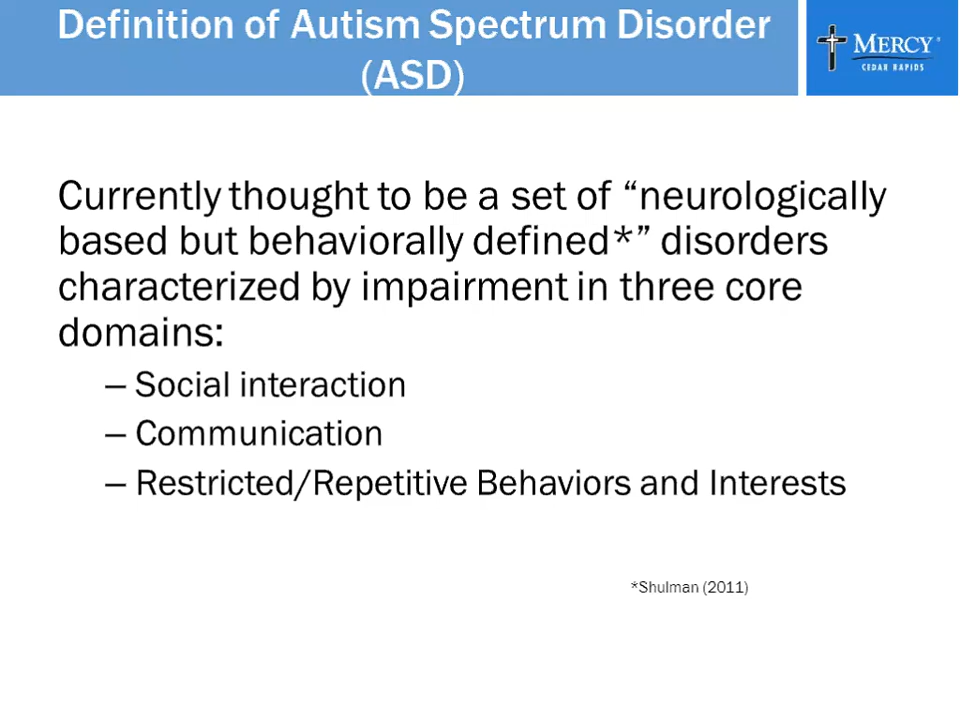 Definition of Autism Spectrum Disorder
(ASD)
MERCY®
CEDAR RAPIDS
Currently thought to be a set of “neurologically
based but behaviorally defined*” disorders
characterized by impairment in three core
domains:
– Social interaction
– Communication
– Restricted/Repetitive Behaviors and Interests
*Shulman (2011)